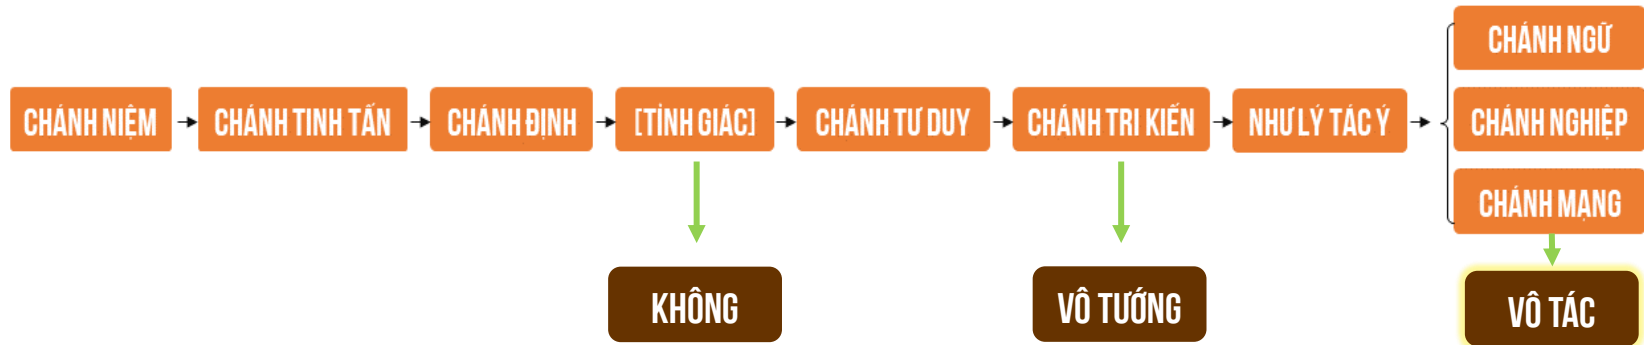 CHÁNH NIỆM
CHÁNH TINH TẤN
CHÁNH ĐỊNH
[TỈNH GIÁC]
CHÁNH TƯ DUY
CHÁNH TRI KIẾN
NHƯ LÝ TÁC Ý
CHÁNH NGỮ
CHÁNH NGHIỆP
CHÁNH MẠNG
KHÔNG
VÔ TƯỚNG
VÔ TÁC